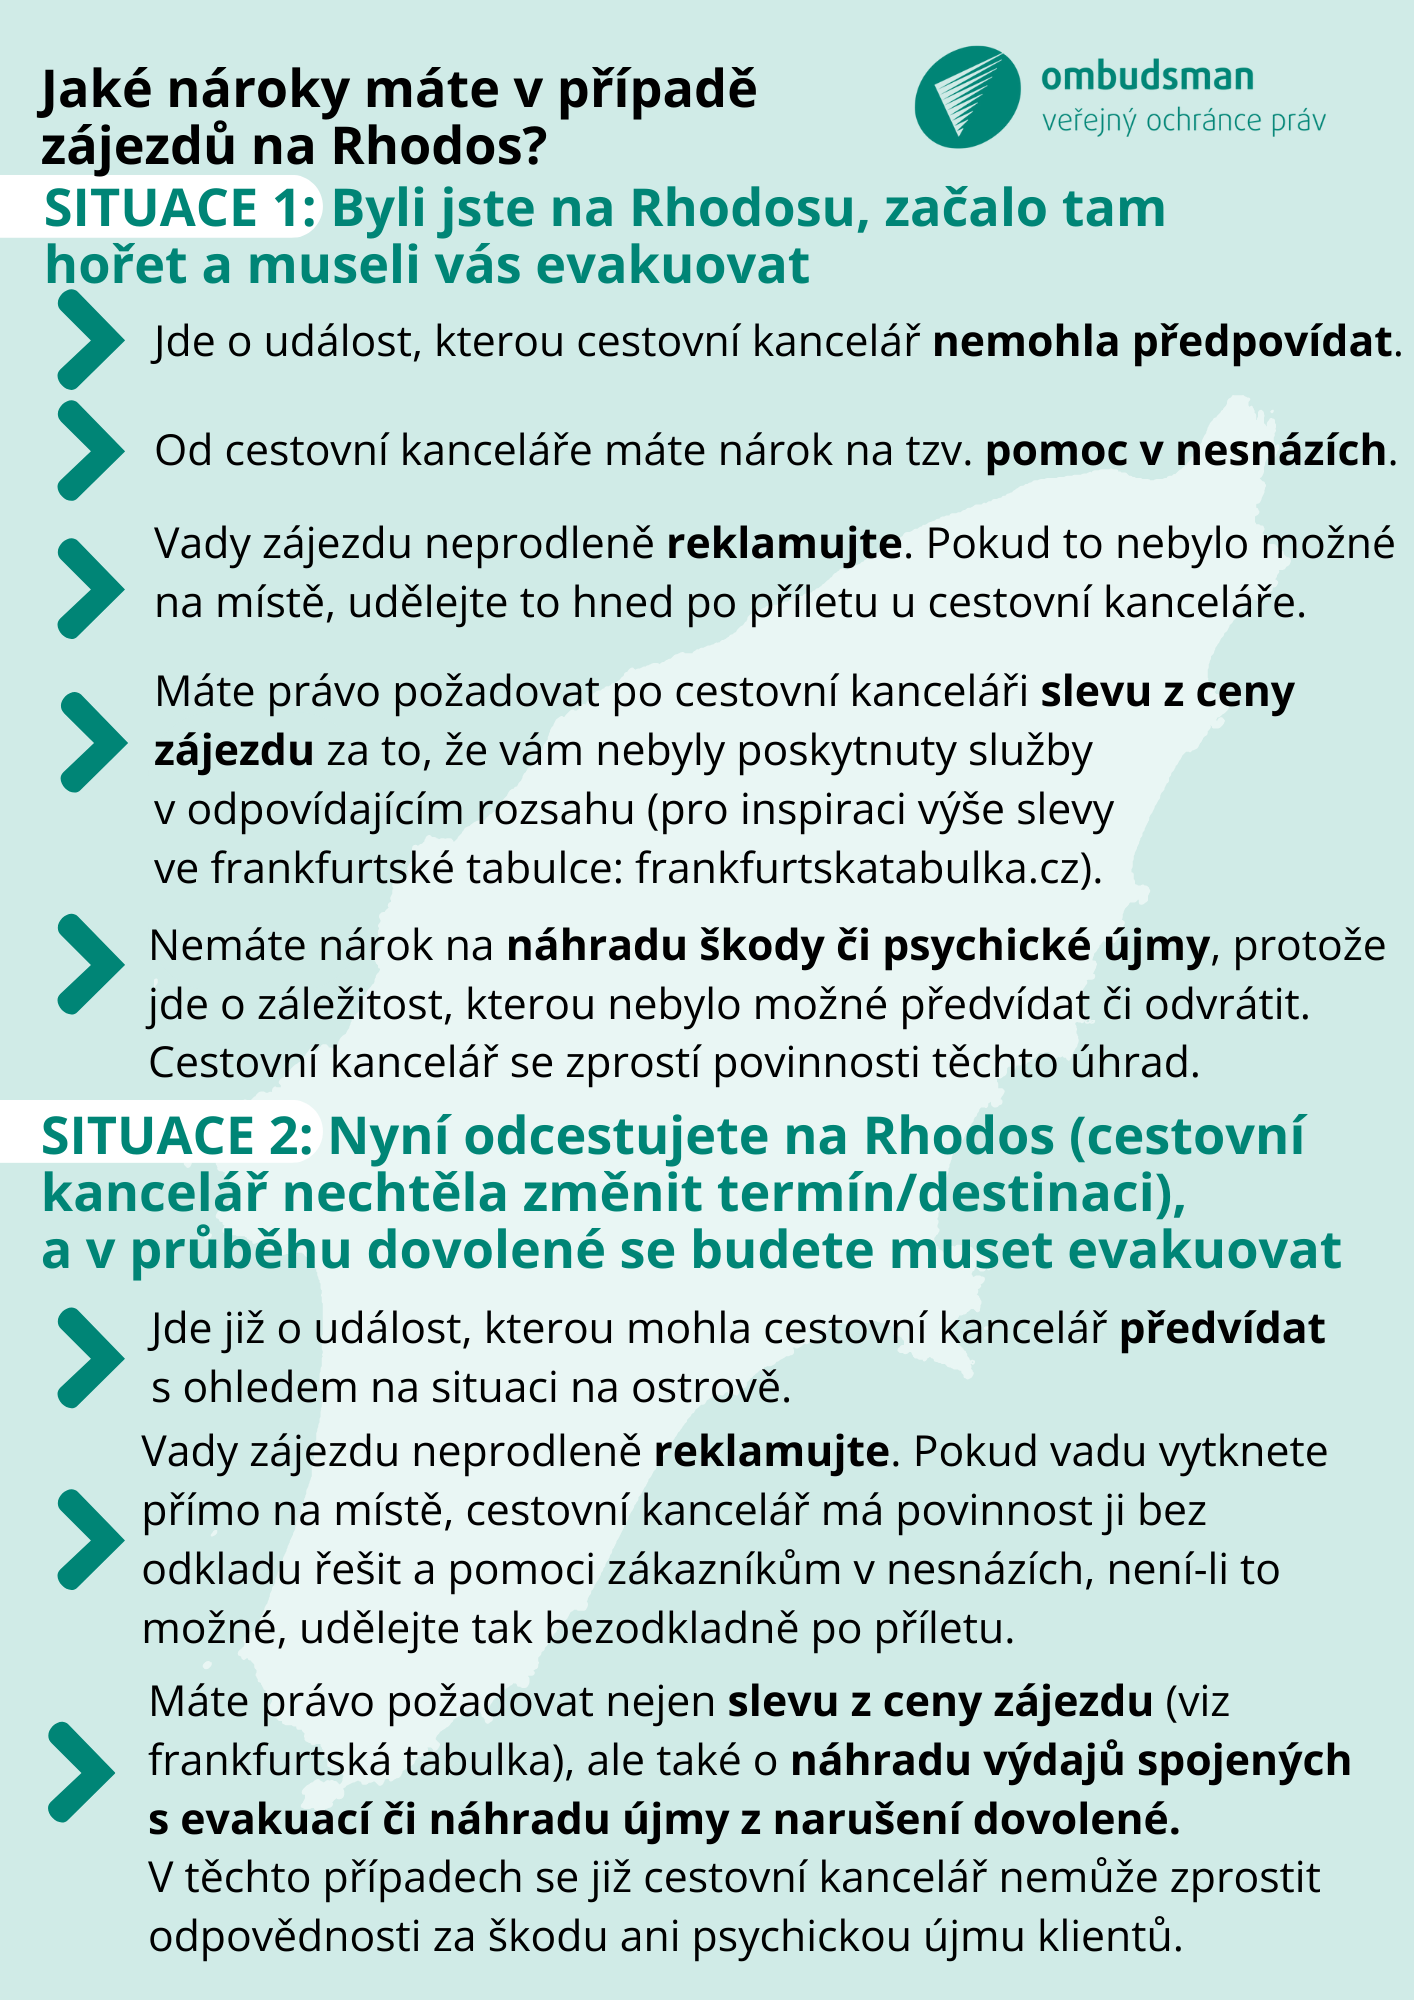 Jaké nároky máte v případě
zájezdů na Rhodos?
ombudsman
veřejný ochránce práv
SITUACE 1: Byli jste na Rhodosu, začalo tam
hořet a museli vás evakuovat
Jde o událost, kterou cestovní kancelář nemohla předpovídat.
Od cestovní kanceláře máte nárok na tzv. pomoc v nesnázích.
Vady zájezdu neprodleně reklamujte. Pokud to nebylo možné
na místě, udělejte to hned po příletu u cestovní kanceláře.
Máte právo požadovat po cestovní kanceláři slevu z ceny
zájezdu za to, že vám nebyly poskytnuty služby
v odpovídajícím rozsahu (pro inspiraci výše slevy
ve frankfurtské tabulce: frankfurtskatabulka.cz).
Nemáte nárok na náhradu škody či psychické újmy, protože
jde o záležitost, kterou nebylo možné předvídat či odvrátit.
Cestovní kancelář se zprostí povinnosti těchto úhrad.
SITUACE 2: Nyní odcestujete na Rhodos (cestovní
kancelář nechtěla změnit termín/destinaci),
a v průběhu dovolené se budete muset evakuovat
Jde již o událost, kterou mohla cestovní kancelář předvídat
s ohledem na situaci na ostrově.
Vady zájezdu neprodleně reklamujte. Pokud vadu vytknete
přímo na místě, cestovní kancelář má povinnost ji bez
odkladu řešit a pomoci zákazníkům v nesnázích, není-li to
možné, udělejte tak bezodkladně po příletu.
Máte právo požadovat nejen slevu z ceny zájezdu (viz
frankfurtská tabulka), ale také o náhradu výdajů spojených
s evakuací či náhradu újmy z narušení dovolené.
V těchto případech se již cestovní kancelář nemůže zprostit
odpovědnosti za škodu ani psychickou újmu klientů.